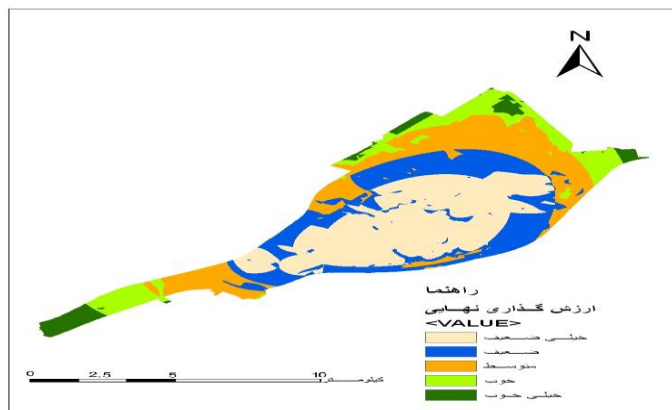 N
راهنما
ارزش گذاری نهایی
<VALUE>
خیلی ضعیف
ضعیف
متوسط
خوب
خیلی خوب
0 2.5 5 10
کیلومتر